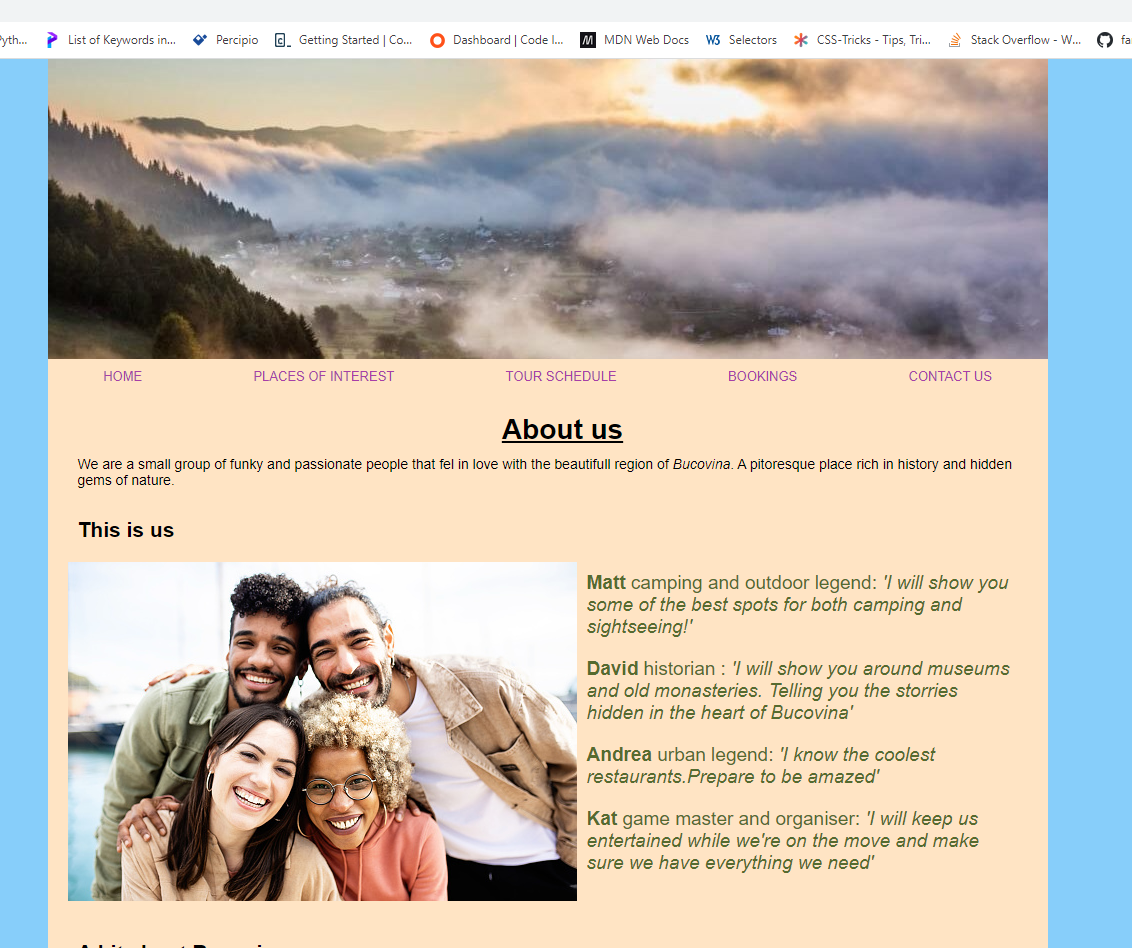 yth...
List of Keywords in...
Percipio
Getting Started | Co...
Dashboard | Code I...
MDN Web Docs
Selectors
CSS-Tricks - Tips, Tri...
Stack Overflow - W...
fa
HOME
PLACES OF INTEREST
TOUR SCHEDULE
BOOKINGS
CONTACT US
About us
We are a small group of funky and passionate people that fel in love with the beautifull region of Bucovina. A pitoresque place rich in history and hidden
gems of nature.
This is us
Matt camping and outdoor legend: 'I will show you
some of the best spots for both camping and
sightseeing!'
David historian : 'I will show you around museums
and old monasteries. Telling you the storries
hidden in the heart of Bucovina'
Andrea urban legend: 'I know the coolest
restaurants.Prepare to be amazed'
Kat game master and organiser: 'I will keep us
entertained while we're on the move and make
sure we have everything we need'